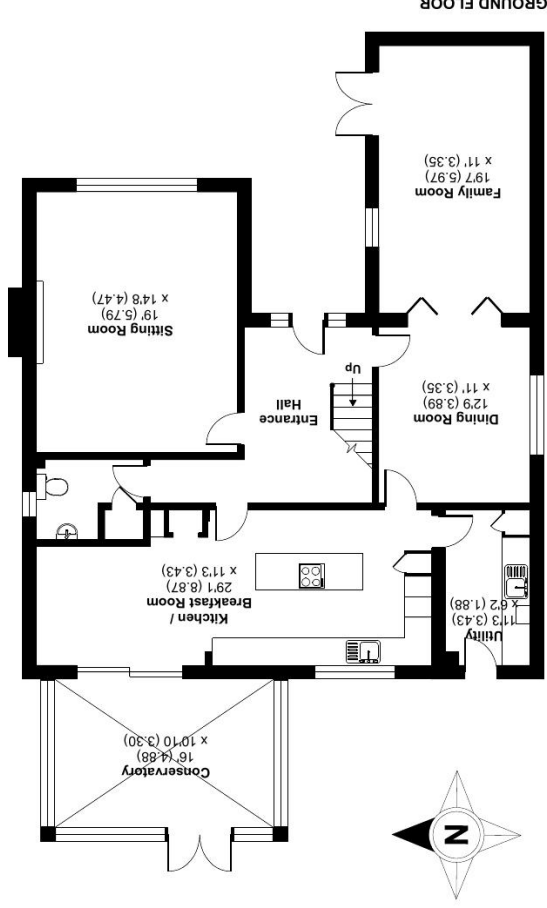 Utility
11'3 (3.43)
x 6'2 (1.88)
Kitchen /
Breakfast Room
29'1 (8.87)
x 11'3 (3.43)
Conservatory
16' (4.88)
x 10'10 (3.30)
N
Dining Room
12'9 (3.89)
x 11' (3.35)
Up
Entrance
Hall
Sitting Room
19' (5.79)
x 14'8 (4.47)
Family Room
19'7 (5.97)
x 11' (3.35)
GROUND FLOOR